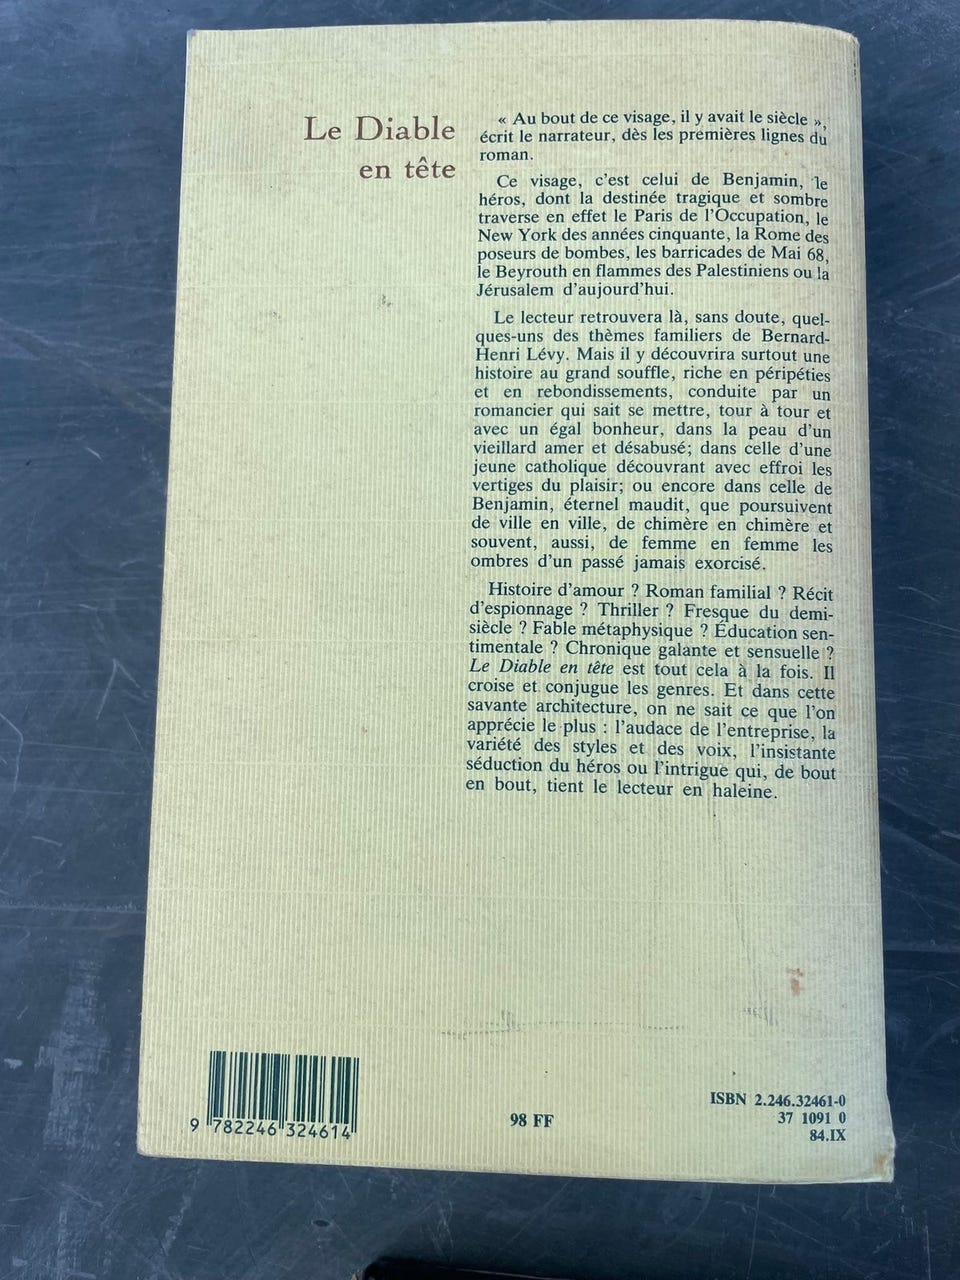 Le Diable
en tête
« Au bout de ce visage, il y avait le siècle »,
écrit le narrateur, dès les premières lignes du
roman.
Ce visage, c'est celui de Benjamin, le
héros, dont la destinée tragique et sombre
traverse en effet le Paris de l'Occupation, le
New York des années cinquante, la Rome des
poseurs de bombes, les barricades de Mai 68,
le Beyrouth en flammes des Palestiniens ou la
Jérusalem d'aujourd'hui.
Le lecteur retrouvera là, sans doute, quel-
ques-uns des thèmes familiers de Bernard-
Henri Lévy. Mais il y découvrira surtout une
histoire au grand souffle, riche en péripéties
et en rebondissements, conduite par un
romancier qui sait se mettre, tour à tour et
avec un égal bonheur, dans la peau d'un
vieillard amer et désabusé; dans celle d'une
jeune catholique découvrant avec effroi les
vertiges du plaisir; ou encore dans celle de
Benjamin, éternel maudit, que poursuivent
de ville en ville, de chimère en chimère et
souvent, aussi, de femme en femme les
ombres d'un passé jamais exorcisé.
Histoire d'amour ? Roman familial ? Récit
d'espionnage ? Thriller ? Fresque du demi-
siècle ? Fable métaphysique ? Éducation sen-
timentale ? Chronique galante et sensuelle ?
Le Diable en tête est tout cela à la fois. Il
croise et conjugue les genres. Et dans cette
savante architecture, on ne sait ce que l'on
apprécie le plus : l'audace de l'entreprise, la
variété des styles et des voix, l'insistante
séduction du héros ou l'intrigue qui, de bout
en bout, tient le lecteur en haleine.
9 782246 324614
98 FF
ISBN 2.246.32461-0
37 1091 0
84.IX